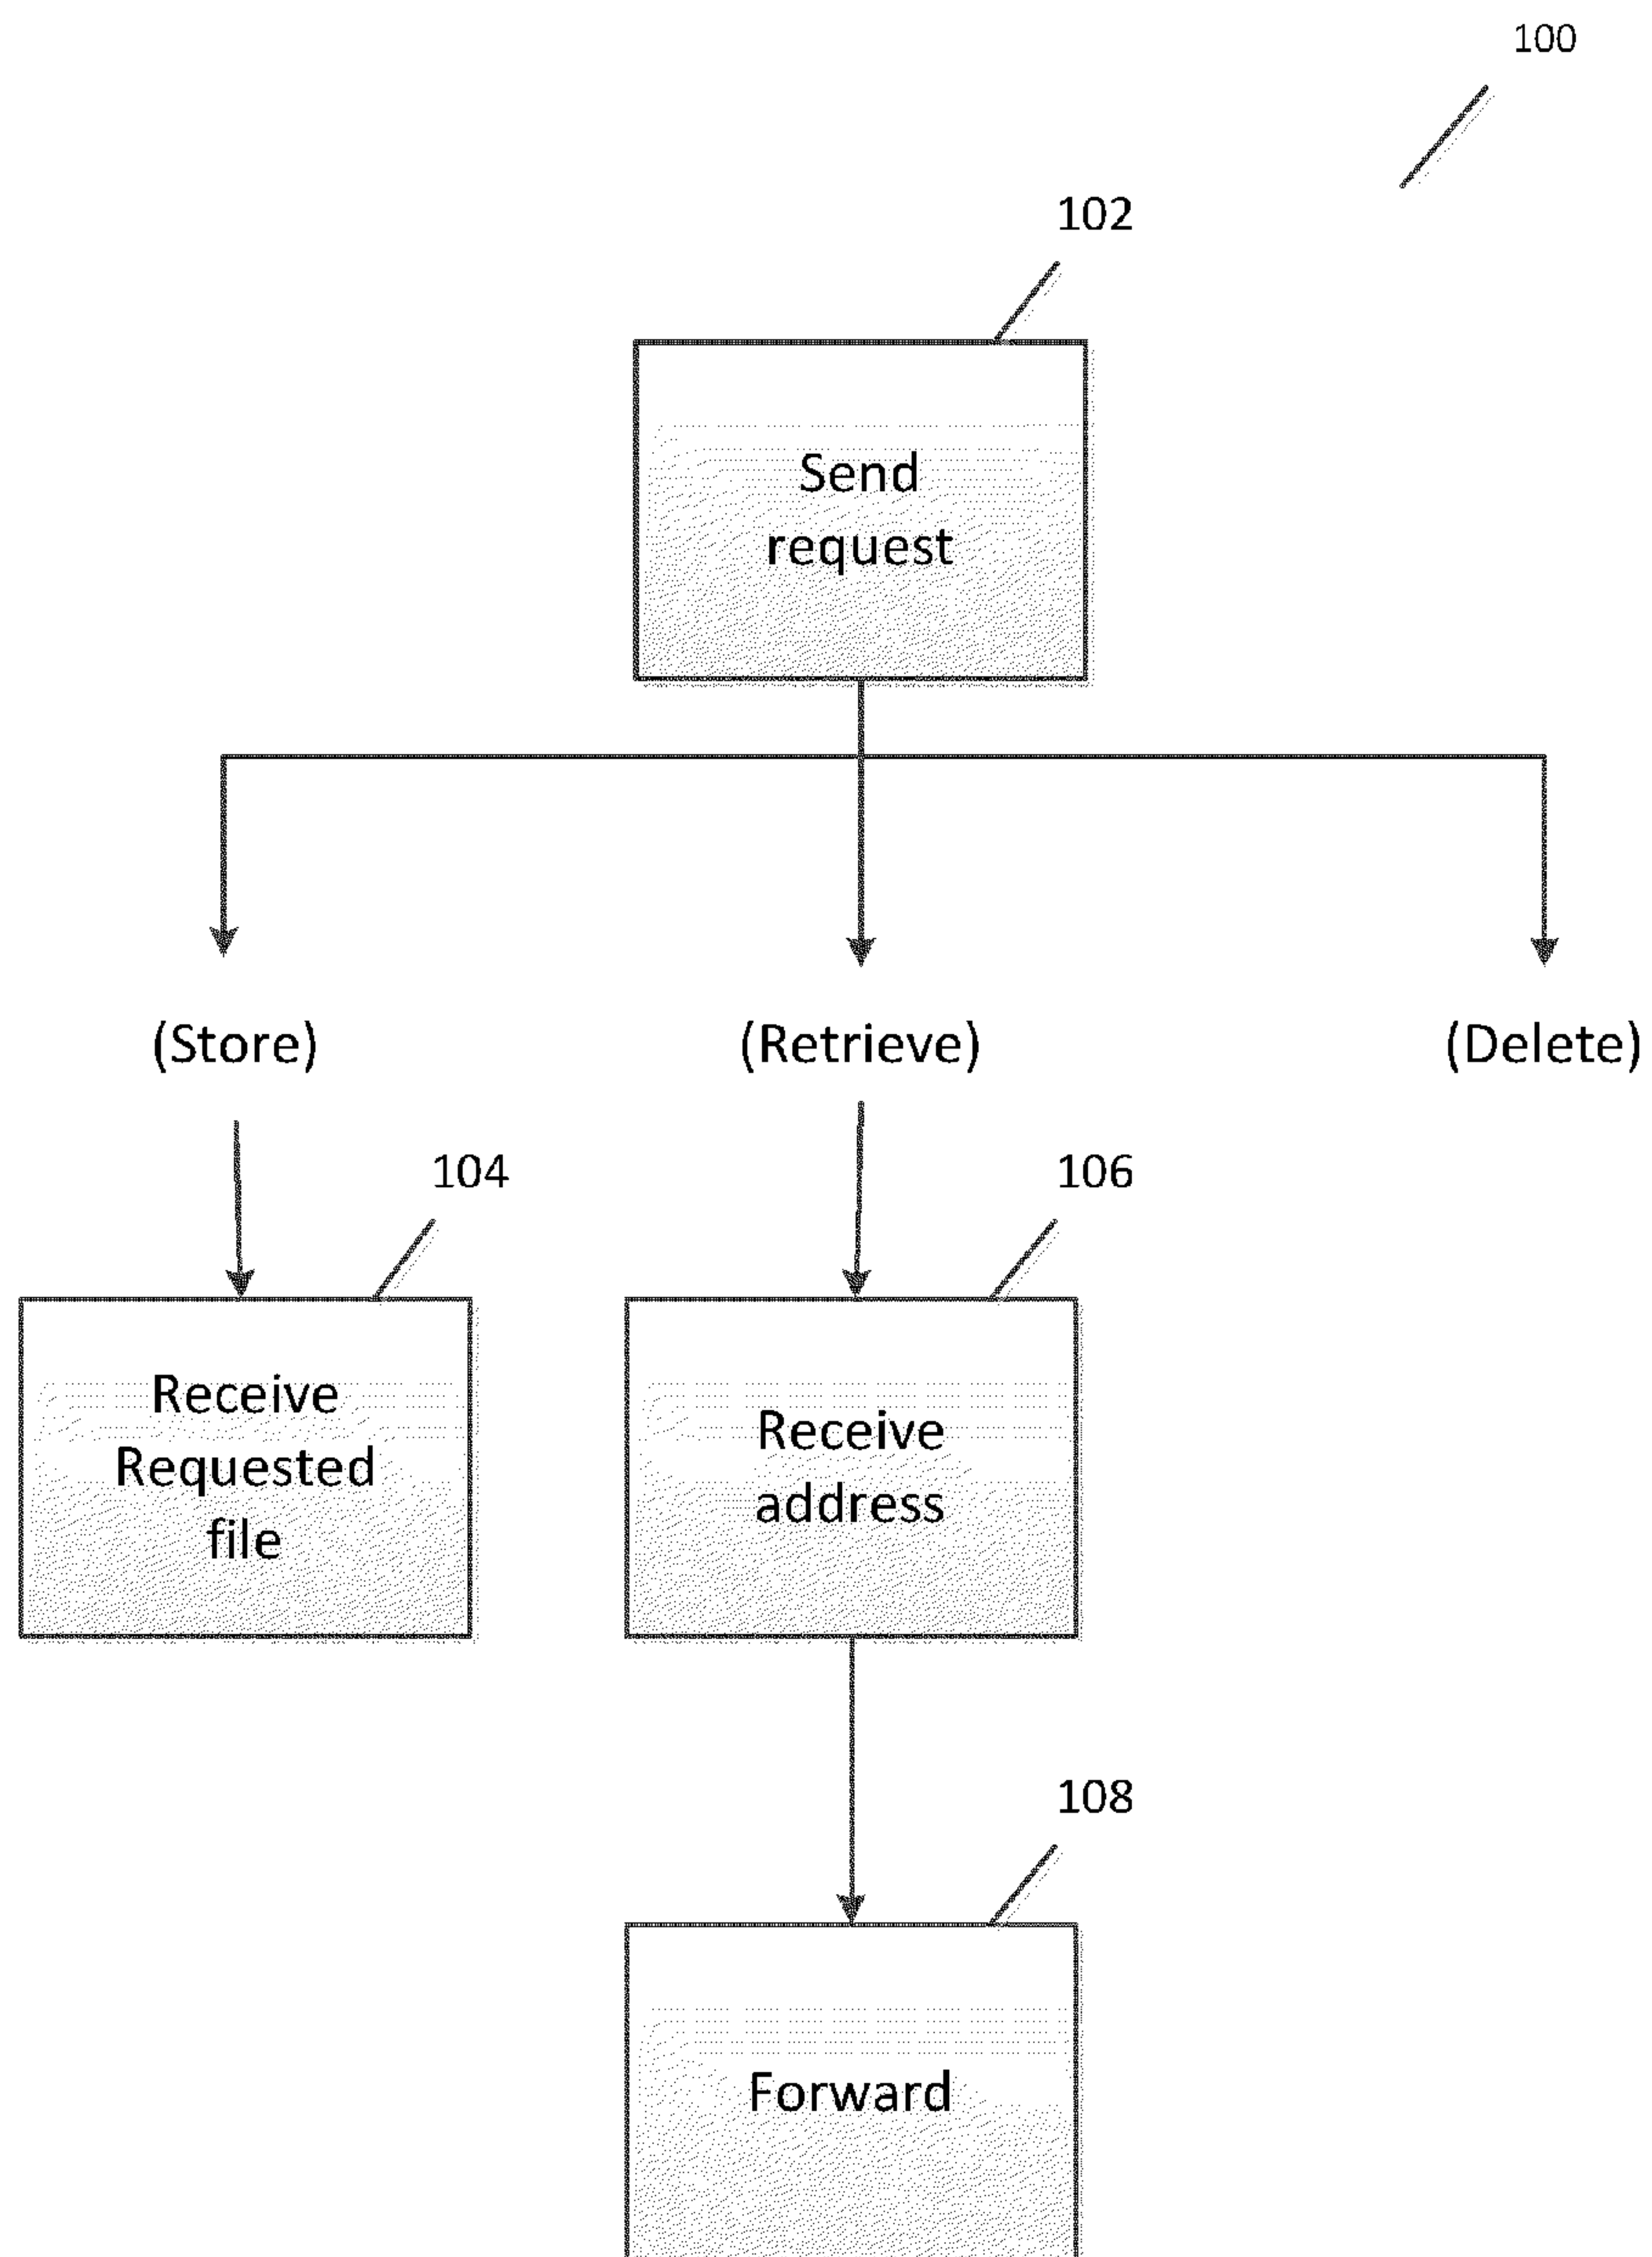 100
102
Send
request
(Store)
(Retrieve)
(Delete)
104
106
Receive
Requested
file
Receive
address
108
Forward